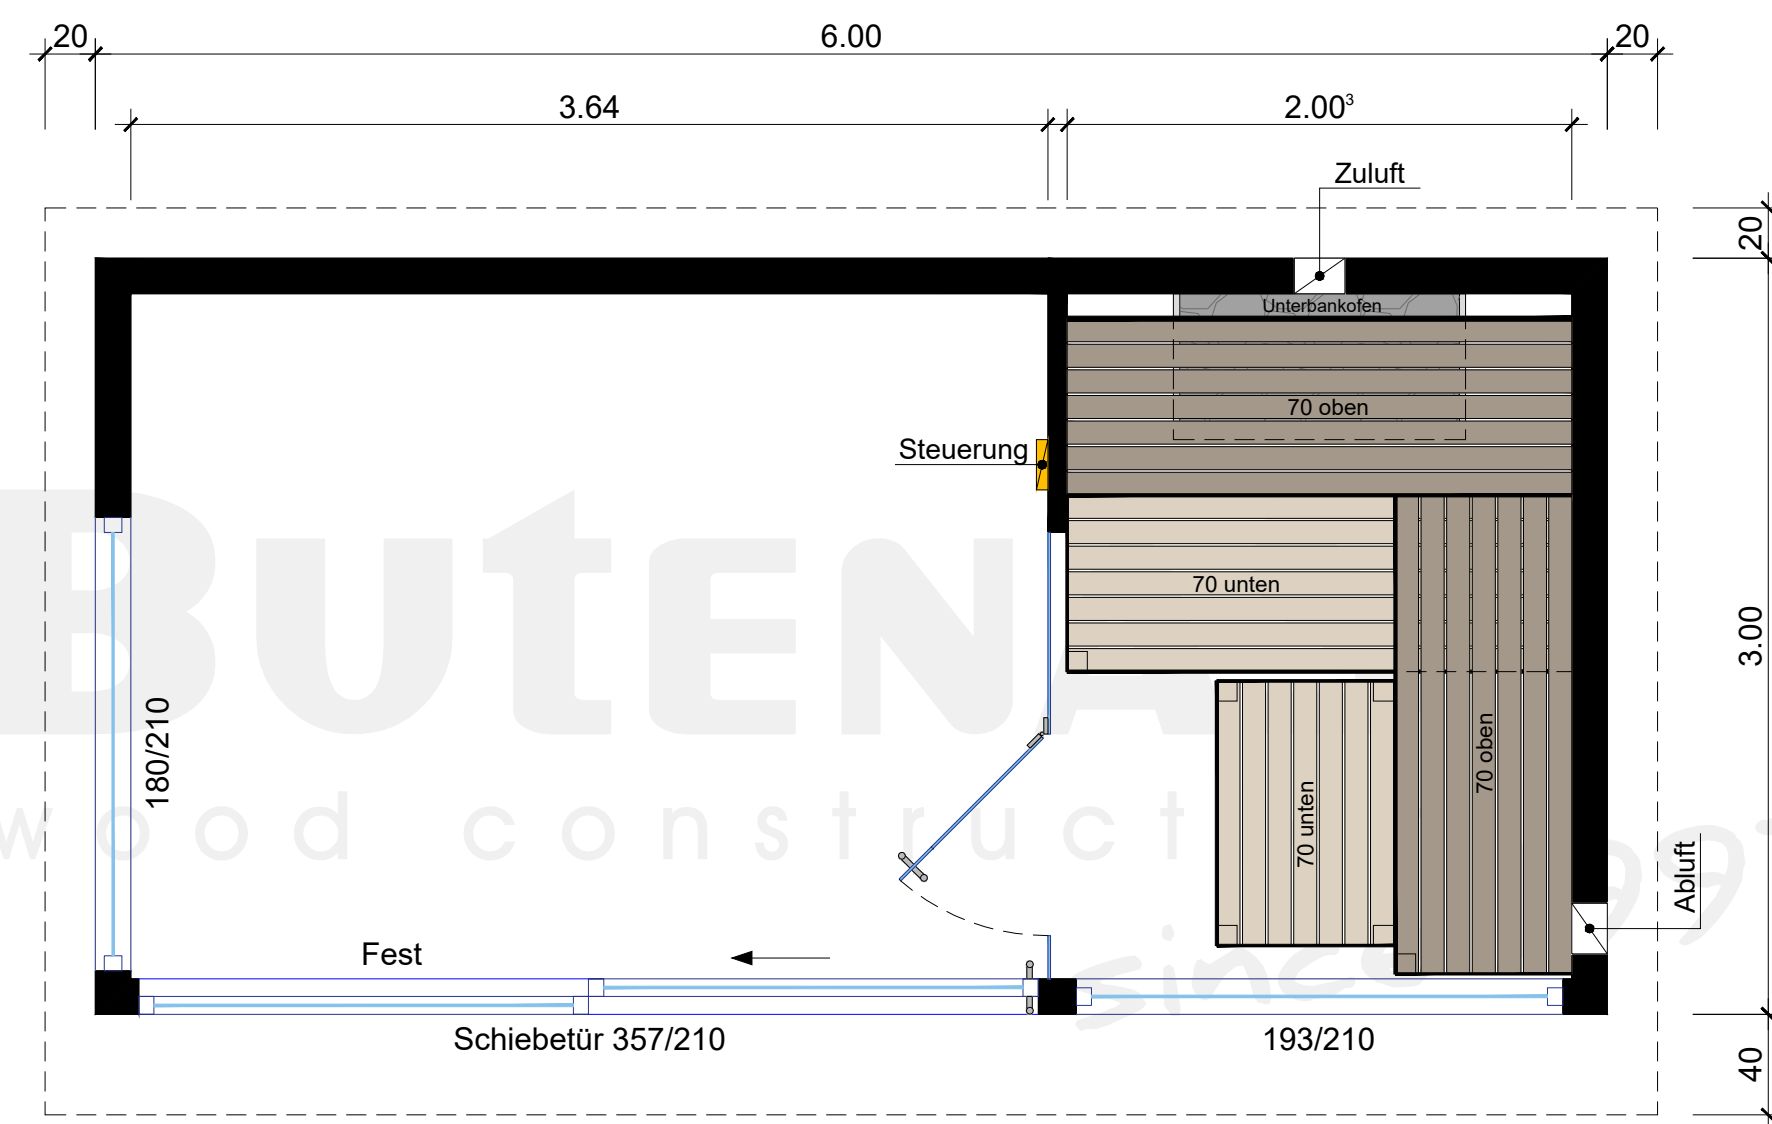 20
6.00
20
3.64
2.00³
Zuluft
20
Unterbankofen
70 oben
Steuerung
70 unten
3.00
180/210
70 oben
70 unten
Abluft
Fest
Schiebetür 357/210
193/210
40
wood construct
since 199